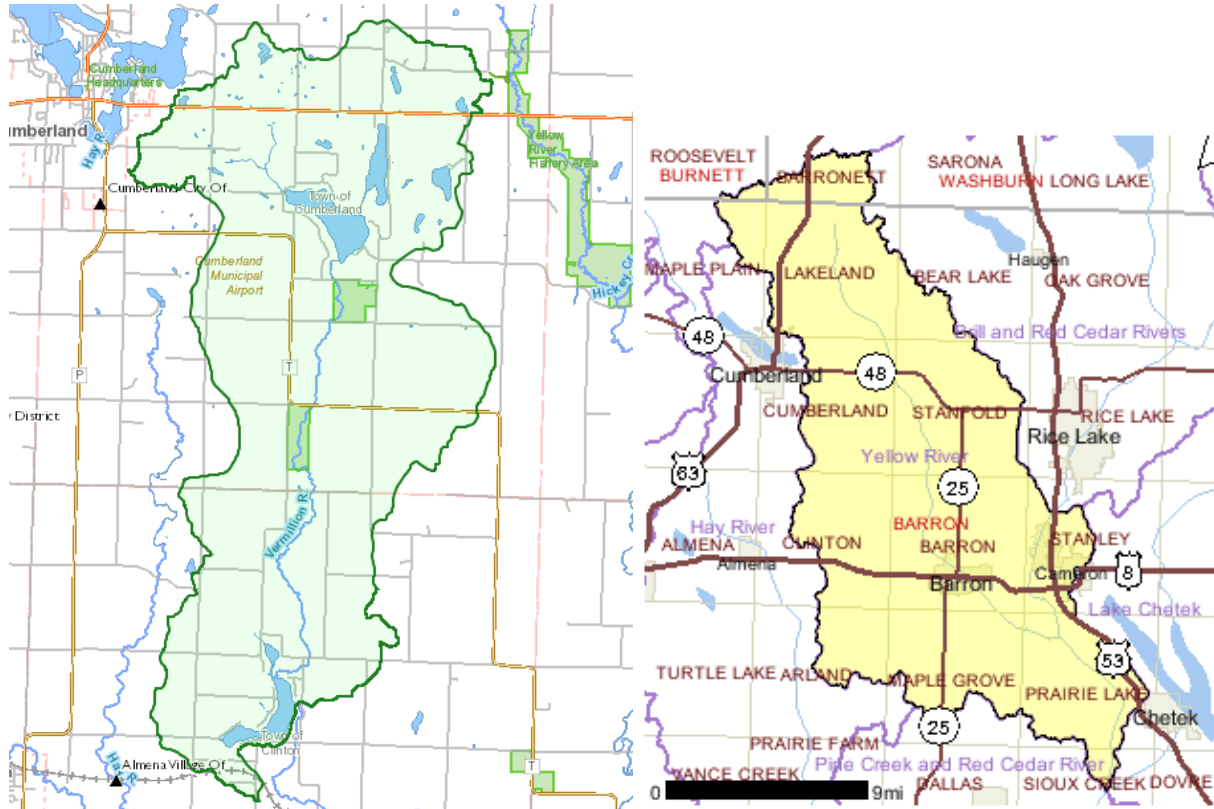 Cumberland
Headquarters
umberland
Hay R.
Yellow
River
Fishery Area
Cumberland City Of
Town of
Cumberland
Cumberland
Municipal
Airport
Hickey Cr.
T
P
y District
Vermillion R.
Town of
Clinton
Almena Village Of
T
ROOSEVELT
BURNETT
BARRONETT
SARONA
WASHBURN
LONG LAKE
Haugen
MAPLE PLAIN
LAKELAND
BEAR LAKE
OAK GROVE
Brill and Red Cedar Rivers
48
Cumberland
48
CUMBERLAND
STANFOLD
RICE LAKE
Rice Lake
Yellow River
63
25
Hay River
BARRON
ALMENA
CLINTON
BARRON
STANLEY
Almena
Barron
Cameron
8
Lake Chetek
53
TURTLE LAKE
ARLAND
MAPLE GROVE
PRAIRIE LAKE
Chetek
25
PRAIRIE FARM
Pine Creek and Red Cedar River
VANCE CREEK
DALLAS
SIOUX CREEK
DOVRE
0
9mi